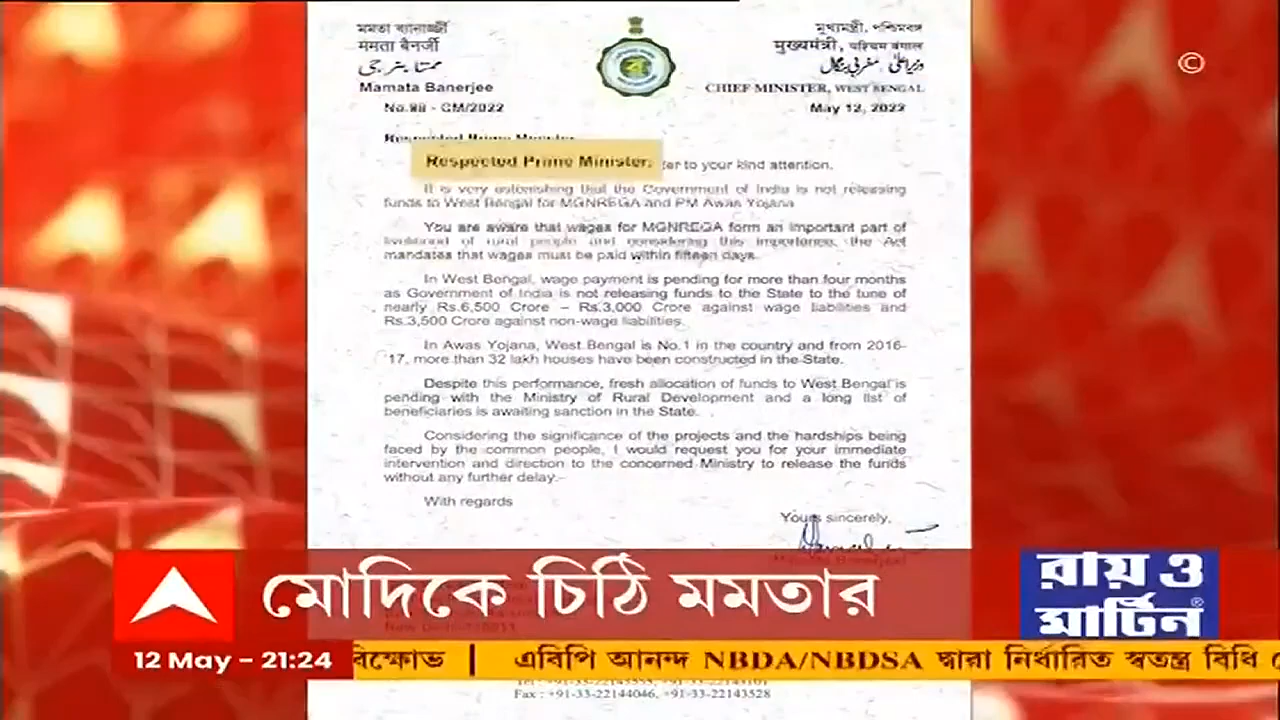 মমতা ব্যানার্জ্জী
ममता बैनर्जी
ممتا بنرجی
Mamata Banerjee
No.98 - CM/2022
মুখ্যমন্ত্রী, পশ্চিমবঙ্গ
मुख्यमंत्री, पश्चिम बंगाल
وزیر اعلیٰ، مغربی بنگال
CHIEF MINISTER, WEST BENGAL
May 12, 2022
©
Respected Prime Minister,
Respected Prime Minister,
to your kind attention.
It is very astonishing that the Government of India is not releasing
funds to West Bengal for MGNREGA and PM Awas Yojana
You are aware that wages for MGNREGA form an important part of
livelihood of rural people and considering this importance, the Act
mandates that wages must be paid within fifteen days.
In West Bengal, wage payment is pending for more than four months
as Government of India is not releasing funds to the State to the tune of
nearly Rs.6,500 Crore – Rs.3,000 Crore against wage liabilities and
Rs.3,500 Crore against non-wage liabilities.
In Awas Yojana, West Bengal is No.1 in the country and from 2016-
17, more than 32 lakh houses have been constructed in the State.
Despite this performance, fresh allocation of funds to West Bengal is
pending with the Ministry of Rural Development and a long list of
beneficiaries is awaiting sanction in the State.
Considering the significance of the projects and the hardships being
faced by the common people, I would request you for your immediate
intervention and direction to the concerned Ministry to release the funds
without any further delay.
With regards
Yours sincerely,
মোদিকে চিঠি মমতার
রায় ও
মার্টিন®
12 May - 21:24
বিক্ষোভ | এবিপি আনন্দ NBDA/NBDSA দ্বারা নির্ধারিত স্বতন্ত্র বিধি
Fax : +91-33-22144046, +91-33-22143528